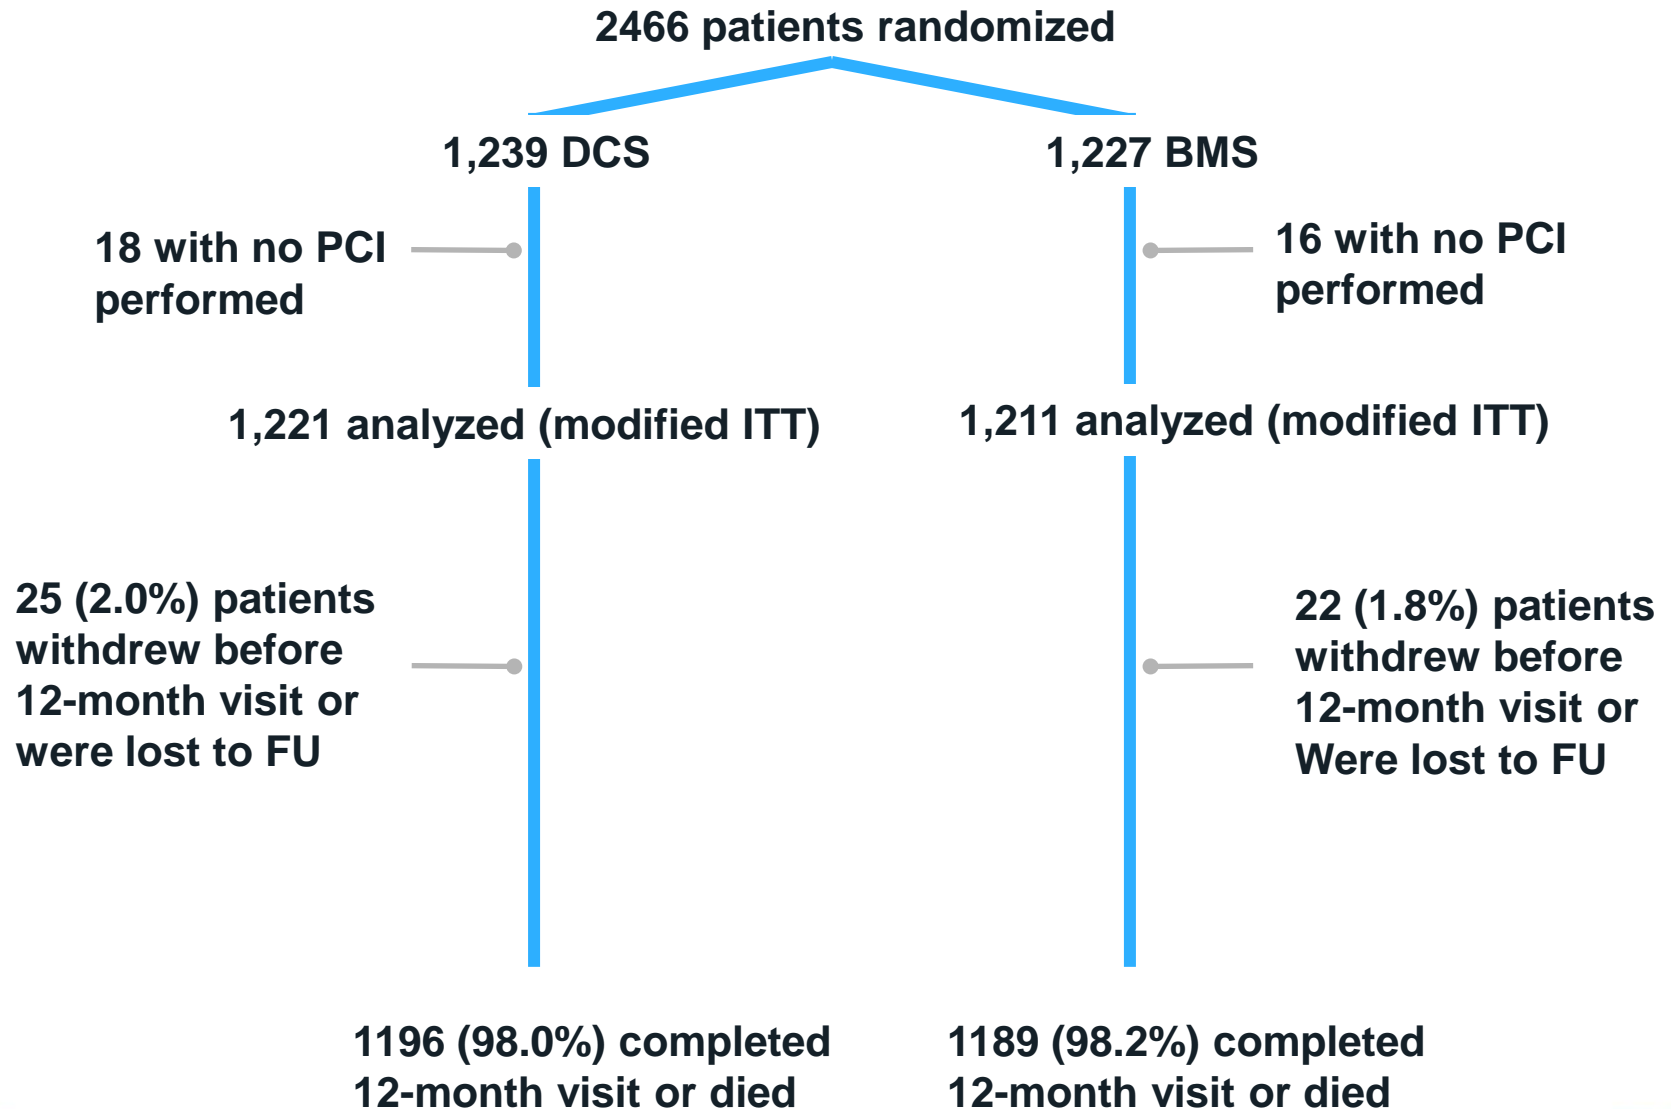 2466 patients randomized
1,239 DCS
1,227 BMS
18 with no PCI
performed
16 with no PCI
performed
1,221 analyzed (modified ITT)
1,211 analyzed (modified ITT)
25 (2.0%) patients
withdrew before
12-month visit or
were lost to FU
22 (1.8%) patients
withdrew before
12-month visit or
Were lost to FU
1196 (98.0%) completed
12-month visit or died
1189 (98.2%) completed
12-month visit or died